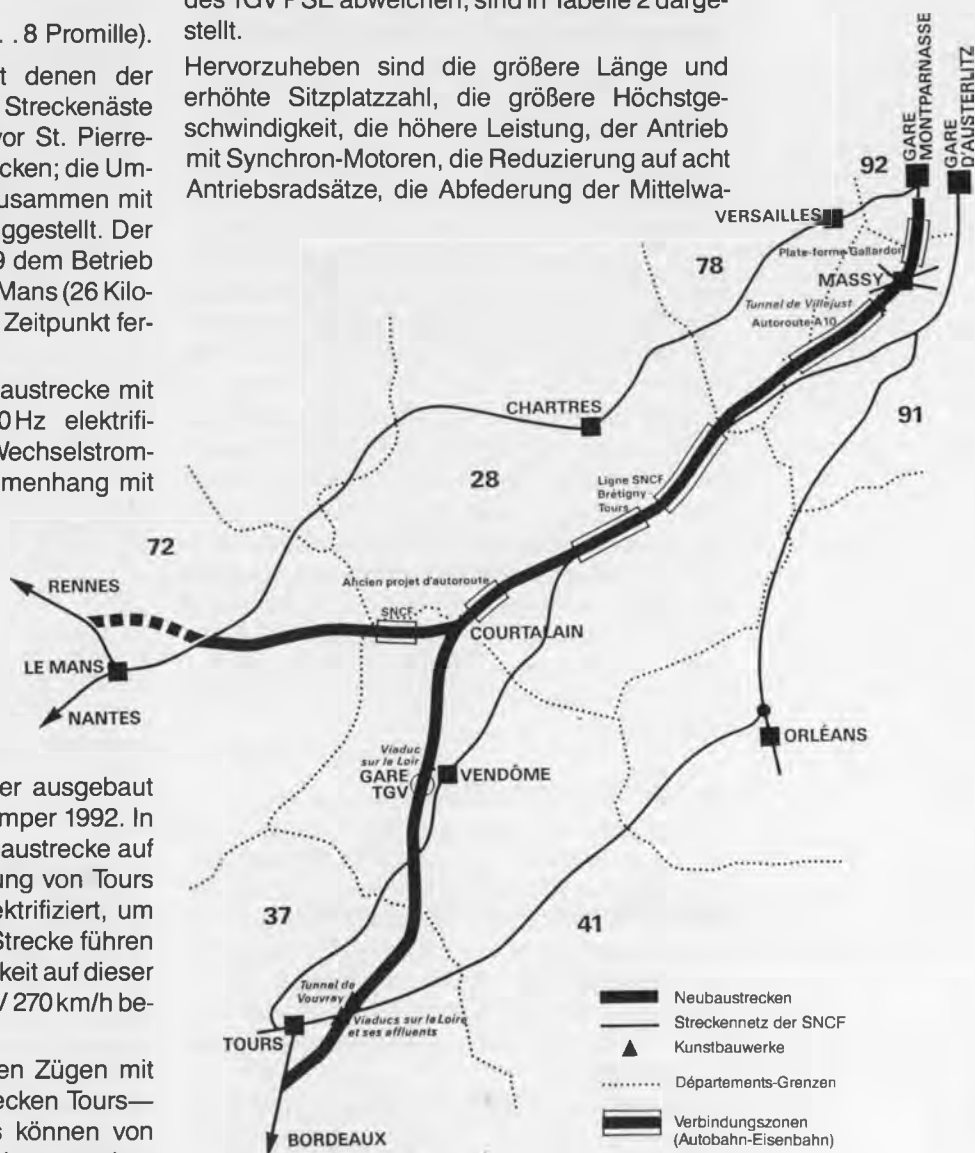 . . 8 Promille).
t denen der
Streckenäste
vor St. Pierre-
cken; die Um-
usammen mit
ggestellt. Der
9 dem Betrieb
Mans (26 Kilo-
Zeitpunkt fer-
baustrecke mit
0 Hz elektrifi-
Wechselstrom-
menhang mit
er ausgebaut
mper 1992. In
baustrecke auf
ung von Tours
ektrifiziert, um
Strecke führen
keit auf dieser
V 270 km/h be-
en Zügen mit
ecken Tours—
s können von
des TGV PSE abweichen, sind in Tabelle 2 darge-
stellt.
Hervorzuheben sind die größere Länge und
erhöhte Sitzplatzzahl, die größere Höchstge-
schwindigkeit, die höhere Leistung, der Antrieb
mit Synchron-Motoren, die Reduzierung auf acht
Antriebsradsätze, die Abfederung der Mittelwa-
GARE
MONTPARNASSE
GARE
D'AUSTERLITZ
92
VERSAILLES
78
Plate-forme Gallardon
MASSY
Tunnel de Villejust
Autoroute A10
CHARTRES
91
28
Ligne SNCF
Brétigny-
Tours
72
RENNES
Ancien projet d'autoroute
SNCF
COURTALAIN
LE MANS
NANTES
ORLÉANS
Viaduc
sur le Loir
GARE
TGV
VENDÔME
37
41
Tunnel de
Vouvray
TOURS
Viaducs sur la Loire
et ses affluents
BORDEAUX
Neubaustrecken
Streckennetz der SNCF
Kunstbauwerke
Départements-Grenzen
Verbindungszonen
(Autobahn-Eisenbahn)